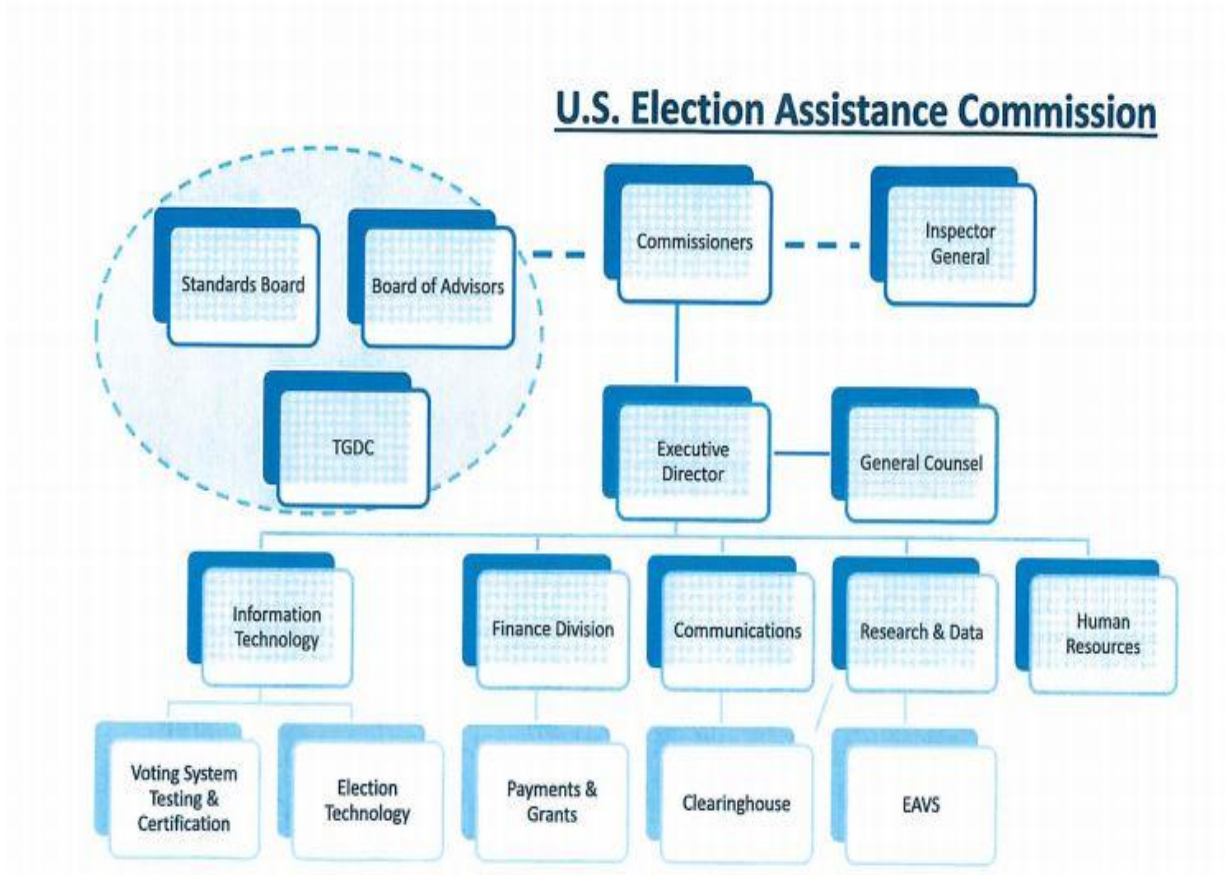 U.S. Election Assistance Commission
Standards Board
Board of Advisors
Commissioners
Inspector
General
TGDC
Executive
Director
General Counsel
Information
Technology
Finance Division
Communications
Research & Data
Human
Resources
Voting System
Testing &
Certification
Election
Technology
Payments &
Grants
Clearinghouse
EAVS